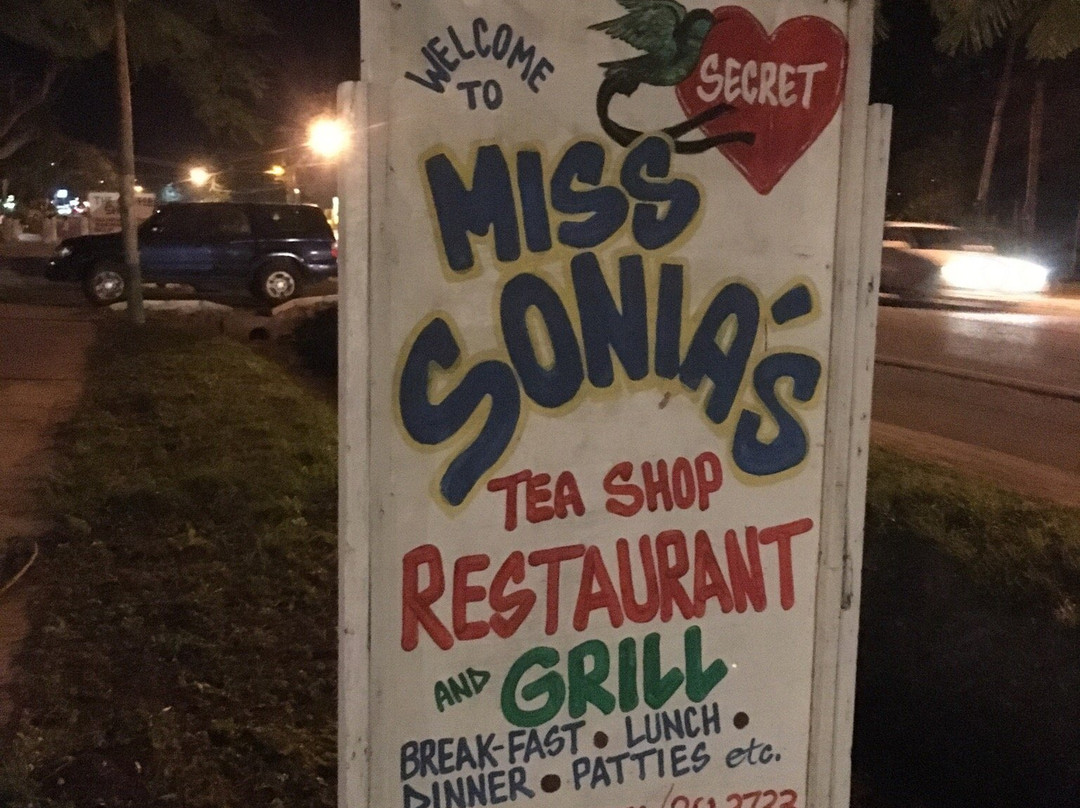 WELCOME
TO
SECRET
MISS
SONIA'S
TEA SHOP
RESTAURANT
AND GRILL
BREAK-FAST • LUNCH •
DINNER • PATTIES etc.